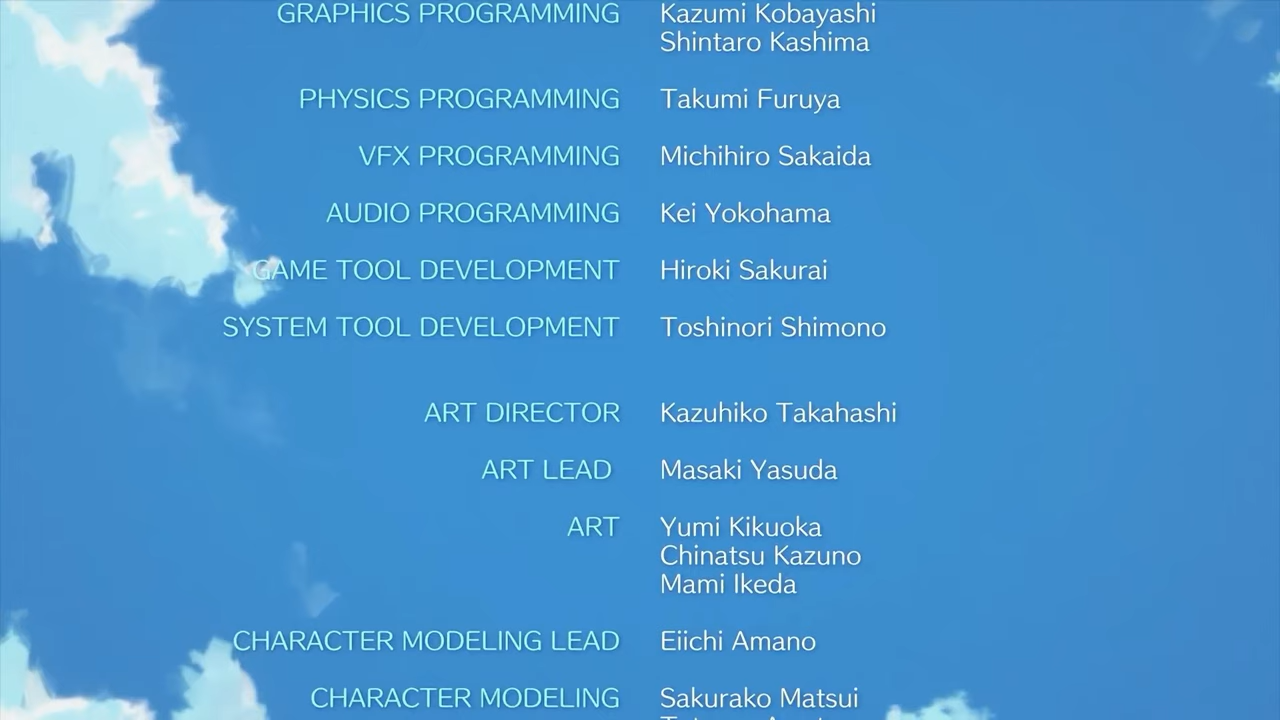 GRAPHICS PROGRAMMING Kazumi Kobayashi
Shintaro Kashima
PHYSICS PROGRAMMING Takumi Furuya
VFX PROGRAMMING Michihiro Sakaida
AUDIO PROGRAMMING Kei Yokohama
GAME TOOL DEVELOPMENT Hiroki Sakurai
SYSTEM TOOL DEVELOPMENT Toshinori Shimono
ART DIRECTOR Kazuhiko Takahashi
ART LEAD Masaki Yasuda
ART Yumi Kikuoka
Chinatsu Kazuno
Mami Ikeda
CHARACTER MODELING LEAD Eiichi Amano
CHARACTER MODELING Sakurako Matsui